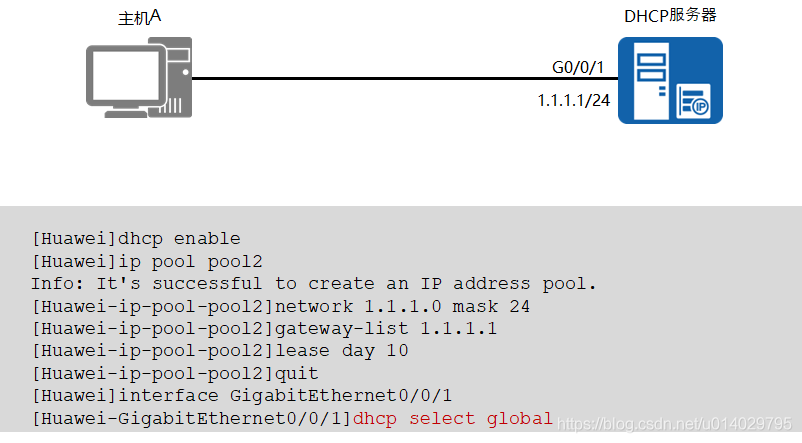 主机A
DHCP服务器
G0/0/1
1.1.1.1/24
IP
[Huawei]dhcp enable
[Huawei]ip pool pool2
Info: It's successful to create an IP address pool.
[Huawei-ip-pool-pool2]network 1.1.1.0 mask 24
[Huawei-ip-pool-pool2]gateway-list 1.1.1.1
[Huawei-ip-pool-pool2]lease day 10
[Huawei-ip-pool-pool2]quit
[Huawei]interface GigabitEthernet0/0/1
[Huawei-GigabitEthernet0/0/1]dhcp select global
https://blog.csdn.net/u014029795